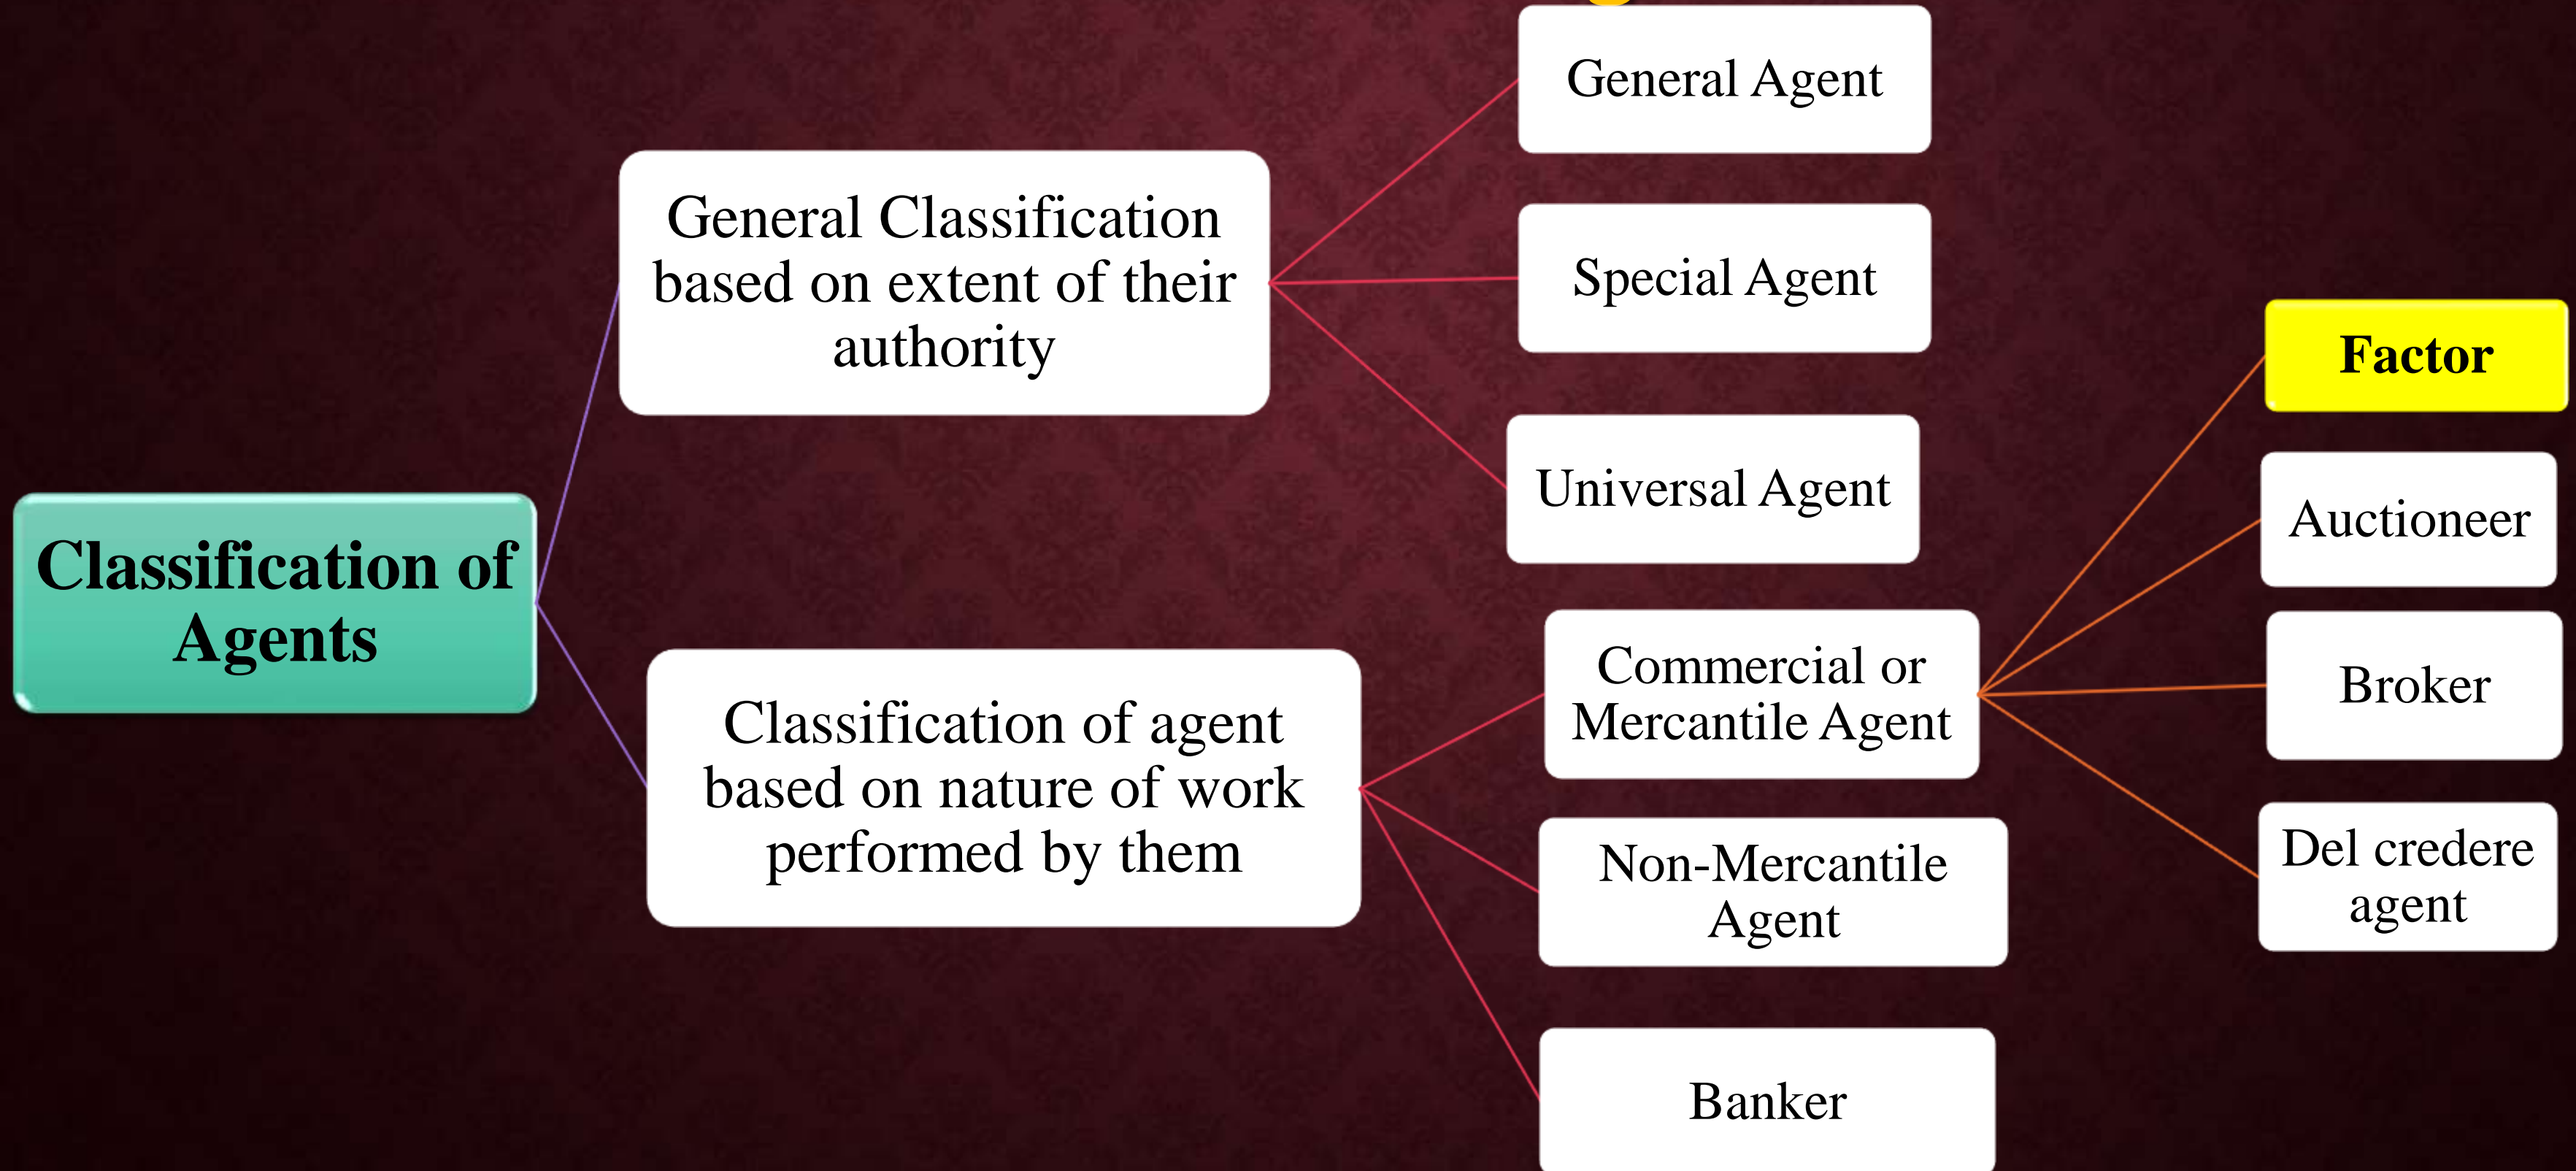 Classification of
Agents
General Classification
based on extent of their
authority
General Agent
Special Agent
Universal Agent
Classification of agent
based on nature of work
performed by them
Commercial or
Mercantile Agent
Factor
Auctioneer
Broker
Del credere
agent
Non-Mercantile
Agent
Banker